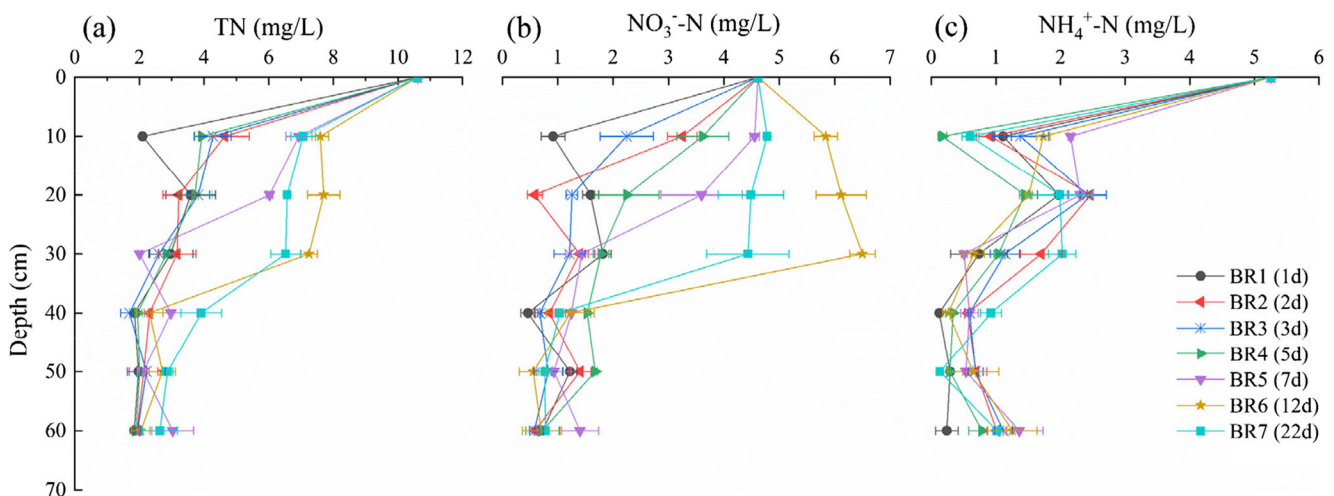 (a) TN (mg/L)
0 2 4 6 8 10 12
(b) NO₃⁻-N (mg/L)
0 1 2 3 4 5 6 7
(c) NH₄⁺-N (mg/L)
0 1 2 3 4 5 6
Depth (cm)
0
10
20
30
40
50
60
70
BR1 (1d)
BR2 (2d)
BR3 (3d)
BR4 (5d)
BR5 (7d)
BR6 (12d)
BR7 (22d)